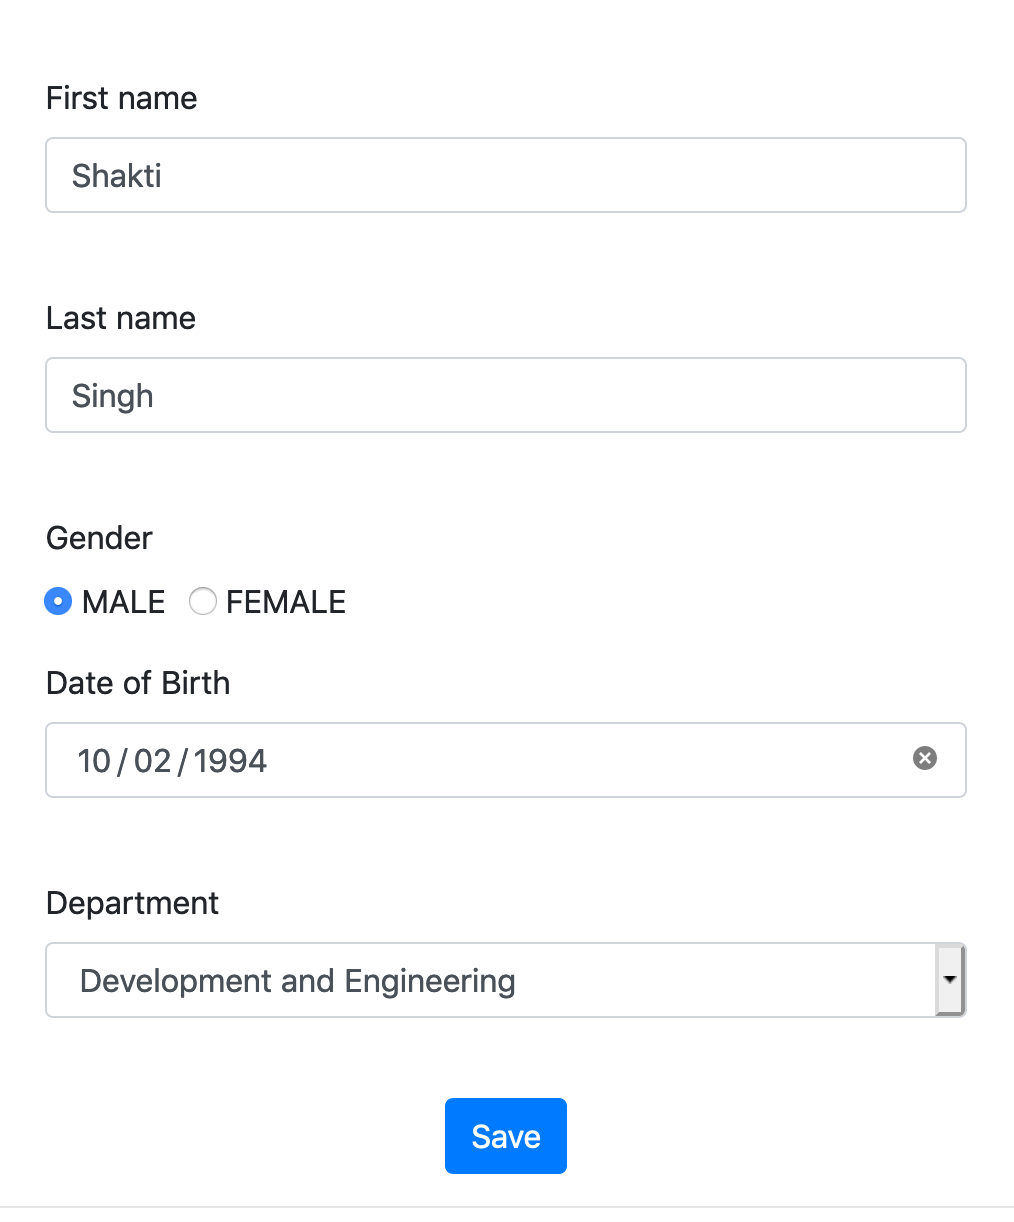 First name
Shakti
Last name
Singh
Gender
MALE FEMALE
Date of Birth
10/02/1994
Department
Development and Engineering
Save